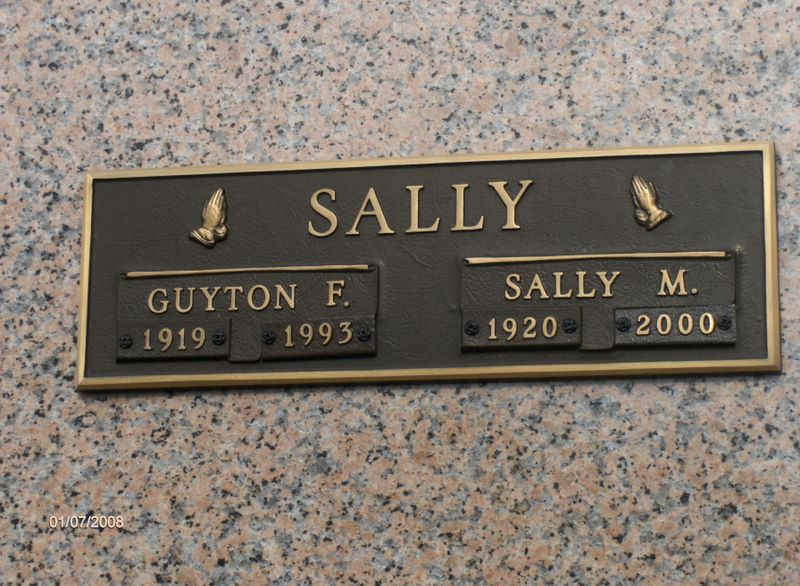 SALLY
GUYTON F.
1919 1993
SALLY M.
1920 2000
01/07/2008